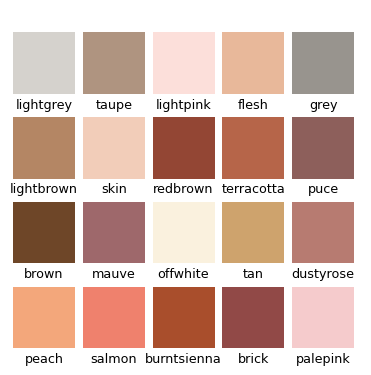 lightgrey taupe lightpink flesh grey
lightbrown skin redbrown terracotta puce
brown mauve offwhite tan dustyrose
peach salmon burntsienna brick palepink